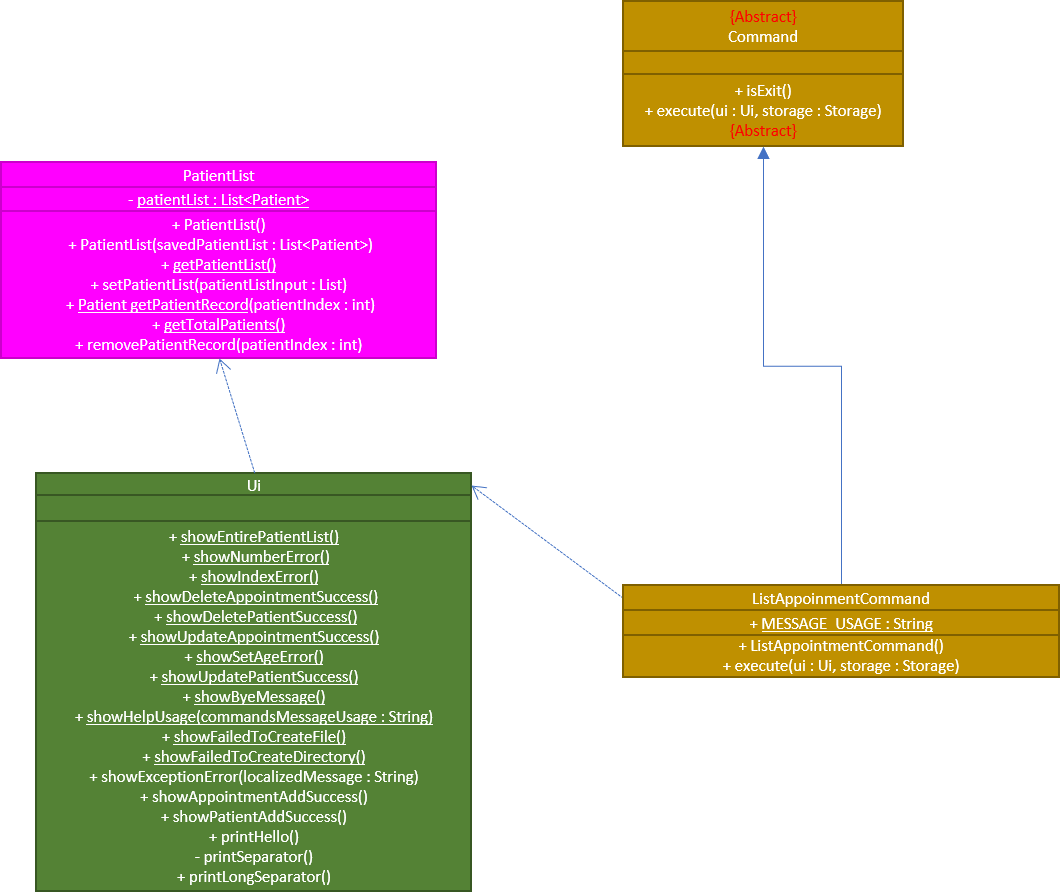 {Abstract}
Command
+ isExit()
+ execute(ui : Ui, storage : Storage)
{Abstract}
PatientList
- patientList : List<Patient>
+ PatientList()
+ PatientList(savedPatientList : List<Patient>)
+ getPatientList()
+ setPatientList(patientListInput : List)
+ Patient getPatientRecord(patientIndex : int)
+ getTotalPatients()
+ removePatientRecord(patientIndex : int)
Ui
+ showEntirePatientList()
+ showNumberError()
+ showIndexError()
+ showDeleteAppointmentSuccess()
+ showDeletePatientSuccess()
+ showUpdateAppointmentSuccess()
+ showSetAgeError()
+ showUpdatePatientSuccess()
+ showByeMessage()
+ showHelpUsage(commandsMessageUsage : String)
+ showFailedToCreateFile()
+ showFailedToCreateDirectory()
+ showExceptionError(localizedMessage : String)
+ showAppointmentAddSuccess()
+ showPatientAddSuccess()
+ printHello()
- printSeparator()
+ printLongSeparator()
ListAppoinmentCommand
+ MESSAGE_USAGE : String
+ ListAppointmentCommand()
+ execute(ui : Ui, storage : Storage)